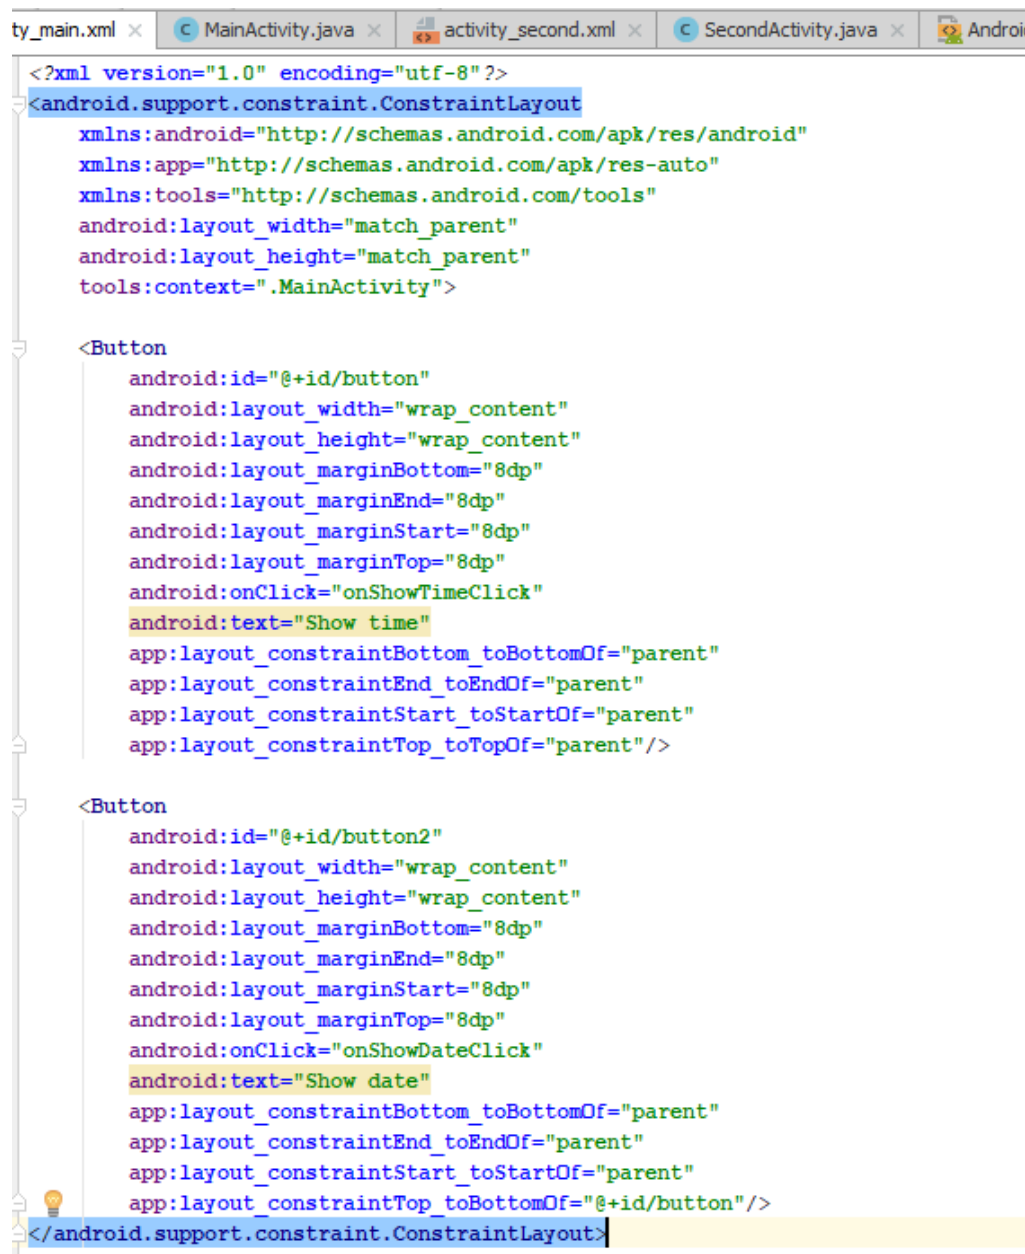 ty_main.xml MainActivity.java activity_second.xml SecondActivity.java Androi
<?xml version="1.0" encoding="utf-8"?>
<android.support.constraint.ConstraintLayout
    xmlns:android="http://schemas.android.com/apk/res/android"
    xmlns:app="http://schemas.android.com/apk/res-auto"
    xmlns:tools="http://schemas.android.com/tools"
    android:layout_width="match_parent"
    android:layout_height="match_parent"
    tools:context=".MainActivity">

    <Button
        android:id="@+id/button"
        android:layout_width="wrap_content"
        android:layout_height="wrap_content"
        android:layout_marginBottom="8dp"
        android:layout_marginEnd="8dp"
        android:layout_marginStart="8dp"
        android:layout_marginTop="8dp"
        android:onClick="onShowTimeClick"
        android:text="Show time"
        app:layout_constraintBottom_toBottomOf="parent"
        app:layout_constraintEnd_toEndOf="parent"
        app:layout_constraintStart_toStartOf="parent"
        app:layout_constraintTop_toTopOf="parent"/>

    <Button
        android:id="@+id/button2"
        android:layout_width="wrap_content"
        android:layout_height="wrap_content"
        android:layout_marginBottom="8dp"
        android:layout_marginEnd="8dp"
        android:layout_marginStart="8dp"
        android:layout_marginTop="8dp"
        android:onClick="onShowDateClick"
        android:text="Show date"
        app:layout_constraintBottom_toBottomOf="parent"
        app:layout_constraintEnd_toEndOf="parent"
        app:layout_constraintStart_toStartOf="parent"
        app:layout_constraintTop_toBottomOf="@+id/button"/>
</android.support.constraint.ConstraintLayout>